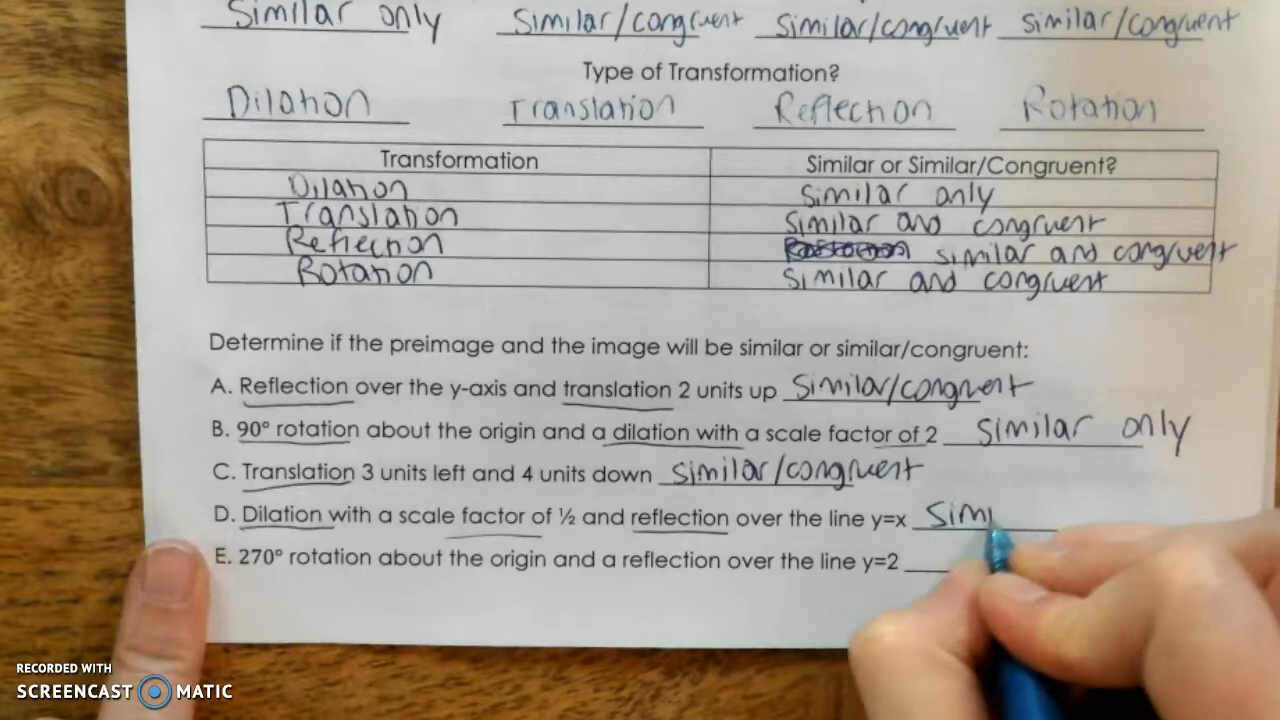 Similar only Similar/congruent Similar/congruent Similar/congruent
Type of Transformation?
Dilation Translation Reflection Rotation
Transformation Similar or Similar/Congruent?
Dilation Similar only
Translation Similar and congruent
Reflection similar and congruent
Rotation Similar and congruent
Determine if the preimage and the image will be similar or similar/congruent:
A. Reflection over the y-axis and translation 2 units up Similar/congruent
B. 90° rotation about the origin and a dilation with a scale factor of 2 Similar only
C. Translation 3 units left and 4 units down Similar/congruent
D. Dilation with a scale factor of ½ and reflection over the line y=x Simi
E. 270° rotation about the origin and a reflection over the line y=2
RECORDED WITH
SCREENCAST MATIC